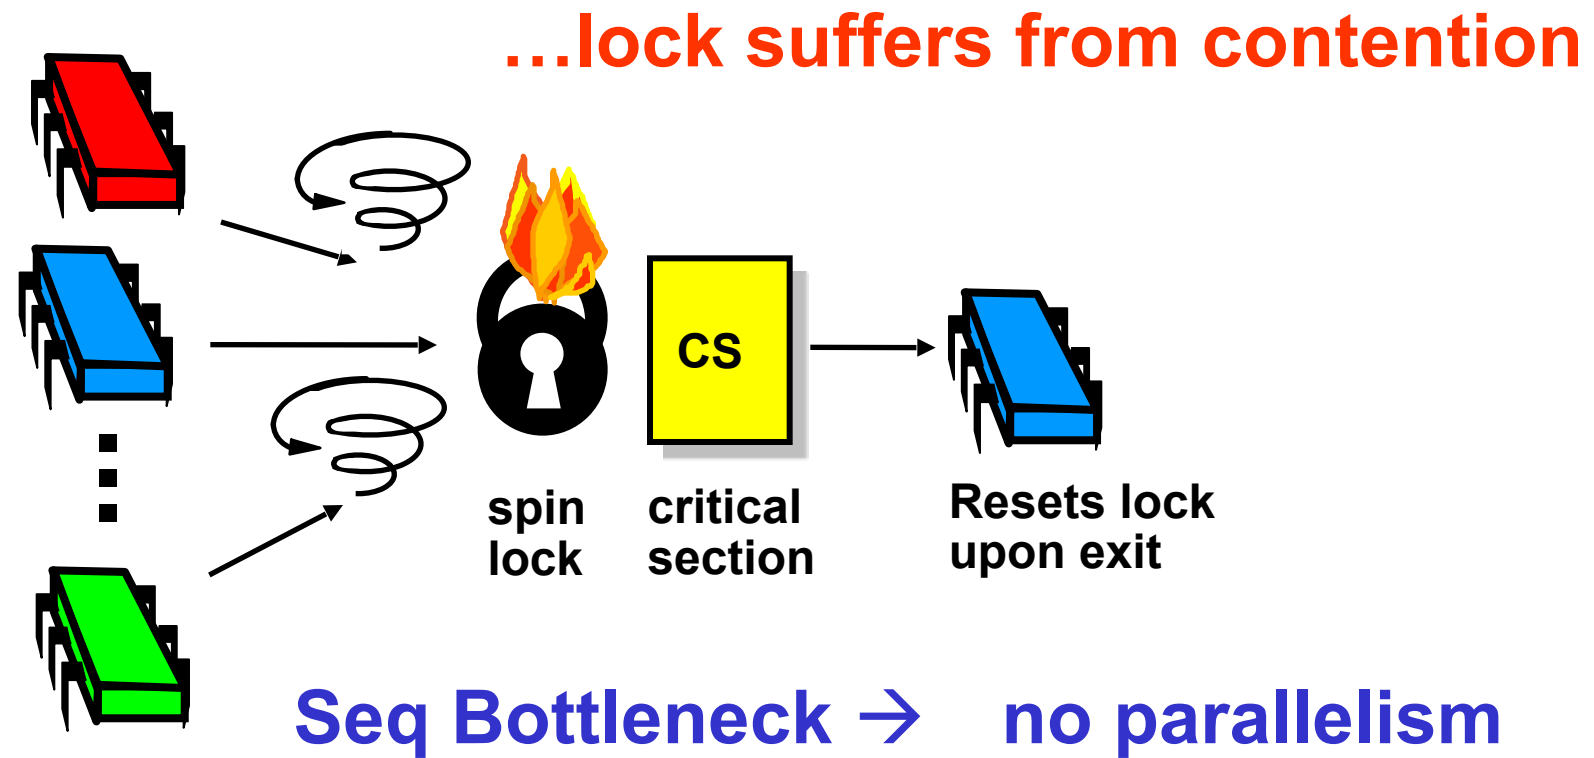 …lock suffers from contention
CS
spin
lock
critical
section
Resets lock
upon exit
Seq Bottleneck → no parallelism